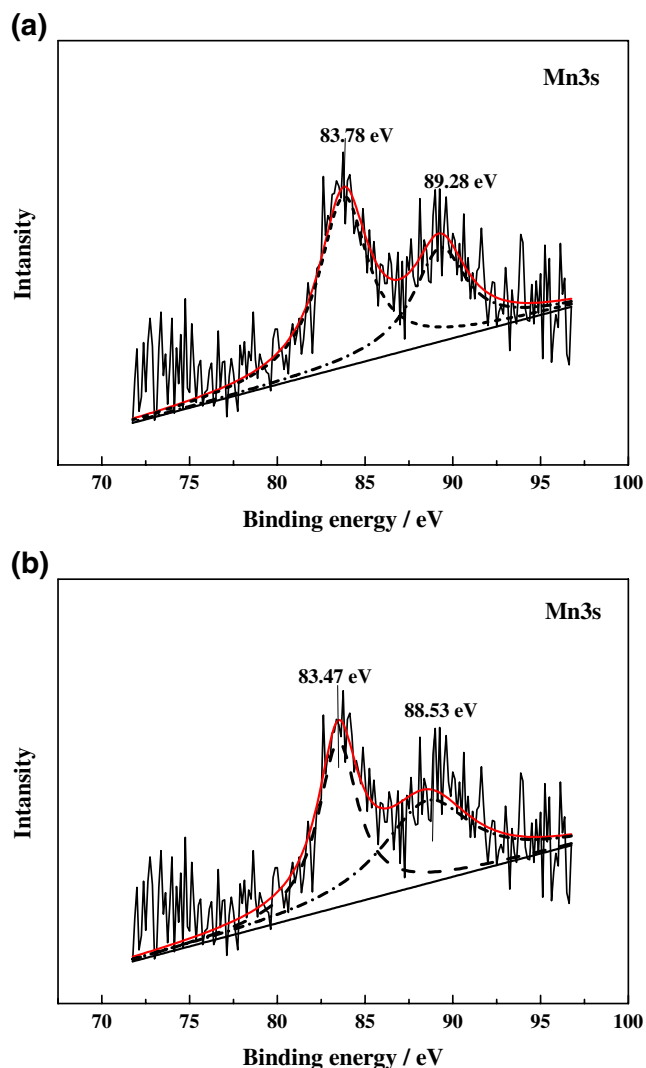 (a)
Mn3s
83.78 eV
89.28 eV
Intansity
70 75 80 85 90 95 100
Binding energy / eV
(b)
Mn3s
83.47 eV
88.53 eV
Intansity
70 75 80 85 90 95 100
Binding energy / eV